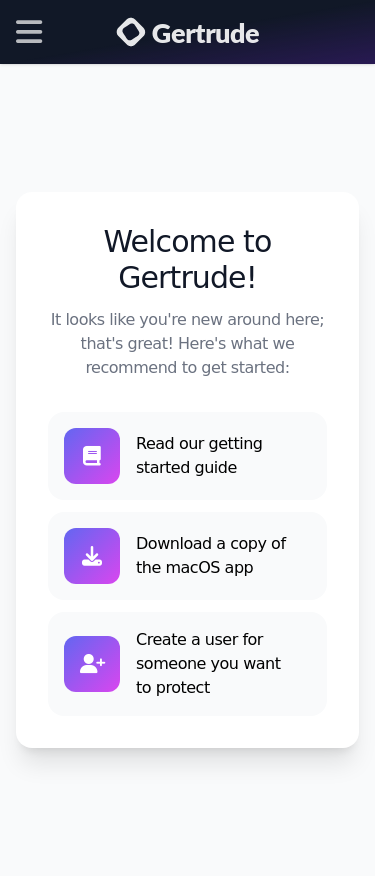 Gertrude
Welcome to
Gertrude!
It looks like you're new around here;
that's great! Here's what we
recommend to get started:
Read our getting
started guide
Download a copy of
the macOS app
Create a user for
someone you want
to protect